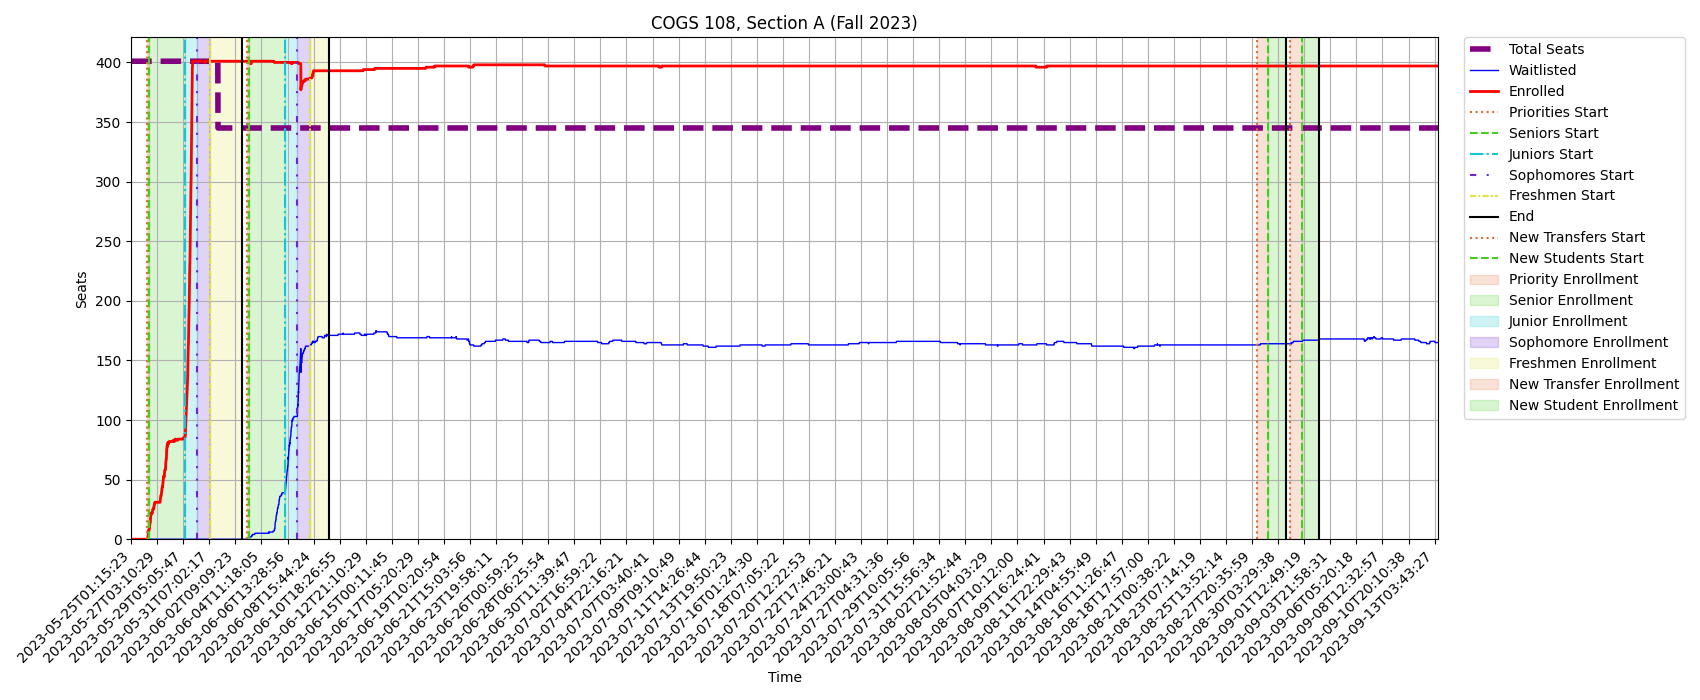 COGS 108, Section A (Fall 2023)
Seats
400
350
300
250
200
150
100
50
0
2023-05-25T01:15:23
2023-05-27T03:10:29
2023-05-29T05:05:47
2023-05-31T07:02:17
2023-06-02T09:09:23
2023-06-04T11:18:05
2023-06-06T13:28:56
2023-06-08T15:44:24
2023-06-10T18:26:55
2023-06-12T21:10:29
2023-06-15T00:11:45
2023-06-17T05:20:29
2023-06-19T10:20:54
2023-06-21T15:03:56
2023-06-23T19:58:11
2023-06-26T00:59:25
2023-06-28T06:25:54
2023-06-30T11:39:47
2023-07-02T16:59:22
2023-07-04T22:16:21
2023-07-07T03:40:41
2023-07-09T09:10:49
2023-07-11T14:26:44
2023-07-13T19:50:23
2023-07-16T01:24:30
2023-07-18T07:05:22
2023-07-20T12:22:53
2023-07-22T17:46:21
2023-07-24T23:00:43
2023-07-27T04:31:36
2023-07-29T10:05:56
2023-07-31T15:56:34
2023-08-02T21:52:44
2023-08-05T04:03:29
2023-08-07T10:12:00
2023-08-09T16:24:41
2023-08-11T22:29:43
2023-08-14T04:55:49
2023-08-16T11:26:47
2023-08-18T17:57:00
2023-08-21T00:38:22
2023-08-23T07:14:19
2023-08-25T13:52:14
2023-08-27T20:35:59
2023-08-30T03:29:38
2023-09-01T12:49:19
2023-09-03T21:58:31
2023-09-06T05:20:18
2023-09-08T12:32:57
2023-09-10T20:10:38
2023-09-13T03:43:27
Time
Total Seats
Waitlisted
Enrolled
Priorities Start
Seniors Start
Juniors Start
Sophomores Start
Freshmen Start
End
New Transfers Start
New Students Start
Priority Enrollment
Senior Enrollment
Junior Enrollment
Sophomore Enrollment
Freshmen Enrollment
New Transfer Enrollment
New Student Enrollment